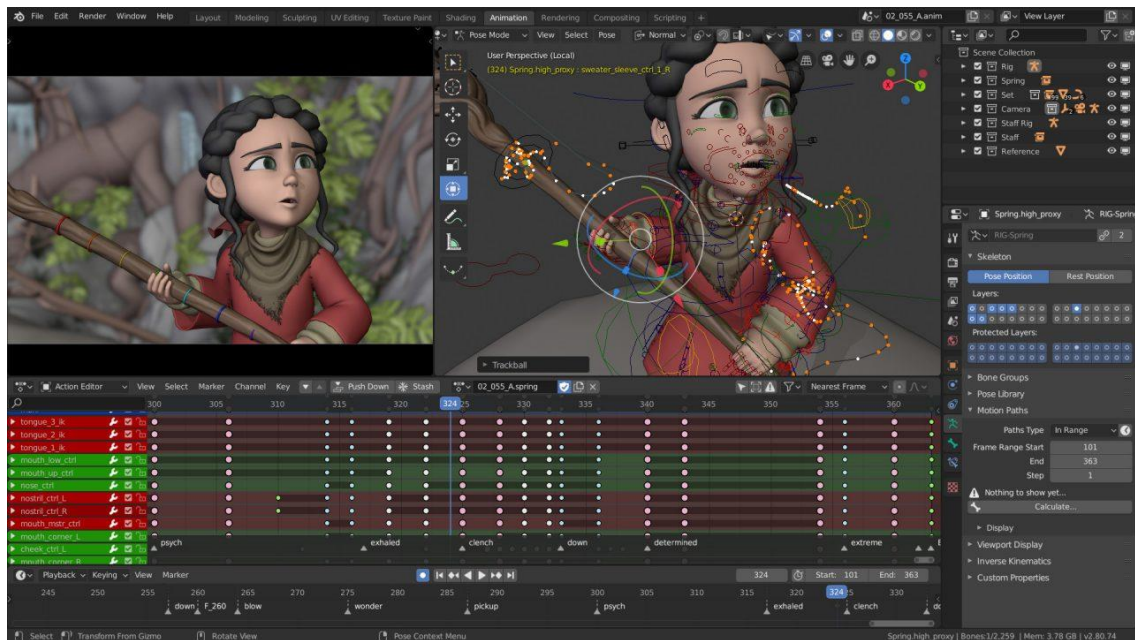 File Edit Render Window Help Layout Modeling Sculpting UV Editing Texture Paint Shading Animation Rendering Compositing Scripting + 02_055_A.anim View Layer
Pose Mode View Select Pose Normal
User Perspective (Local)
(324) Spring.high_proxy : sweater_sleeve_ctrl_1_R
Trackball
Scene Collection
Rig
Spring
Set
Camera
Staff Rig
Staff
Reference
Spring.high_proxy RIG-Spring
RIG-Spring 2
Skeleton
Pose Position Rest Position
Layers:
Protected Layers:
Bone Groups
Pose Library
Motion Paths
Paths Type In Range
Frame Range Start 101
End 363
Step 1
Nothing to show yet...
Calculate...
Display
Viewport Display
Inverse Kinematics
Custom Properties
Action Editor View Select Marker Channel Key Push Down Stash 02_055_A.spring Nearest Frame
300 305 310 315 320 324 325 330 335 340 345 350 355 360
tongue_3_ik
tongue_2_ik
tongue_1_ik
mouth_low_ctrl
mouth_up_ctrl
nose_ctrl
nostril_ctrl_L
nostril_ctrl_R
mouth_mstr_ctrl
mouth_corner_L
cheek_ctrl_L
mouth_corner_R
psych exhaled clench down determined extreme
Playback Keying View Marker 324 Start: 101 End: 363
245 250 255 260 265 270 275 280 285 290 295 300 305 310 315 320 324 330
down F_260 blow wonder pickup psych exhaled clench
Select Transform From Gizmo Rotate View Pose Context Menu Spring.high_proxy | Bones:1/2,259 | Mem: 3.78 GB | v2.80.74